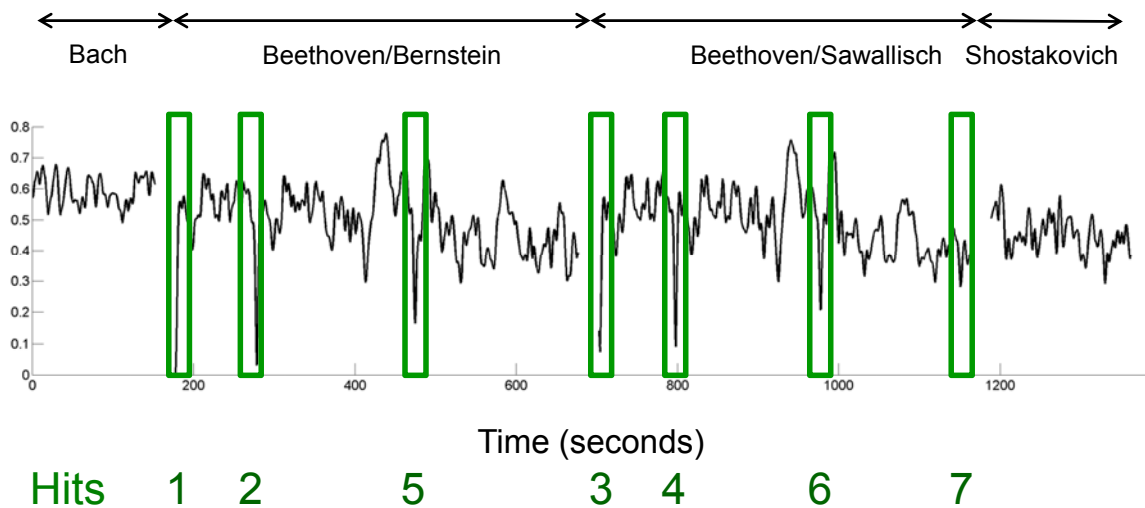 Bach Beethoven/Bernstein Beethoven/Sawallisch Shostakovich
0.8
0.7
0.6
0.5
0.4
0.3
0.2
0.1
0
0 200 400 600 800 1000 1200
Time (seconds)
Hits 1 2 5 3 4 6 7